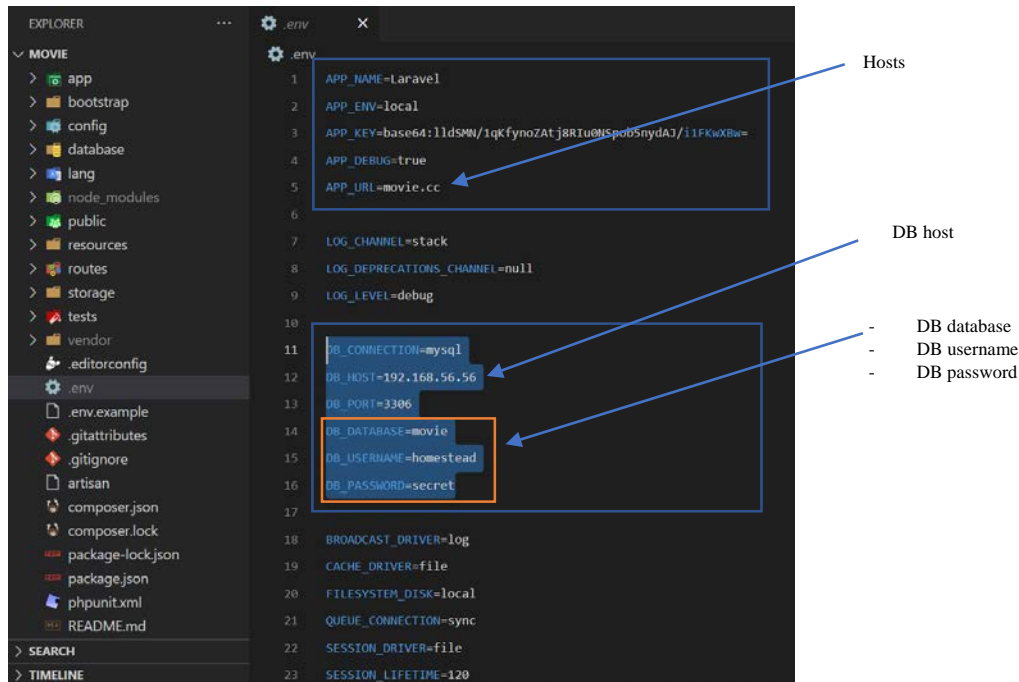 EXPLORER
MOVIE
app
bootstrap
config
database
lang
node_modules
public
resources
routes
storage
tests
vendor
.editorconfig
.env
.env.example
.gitattributes
.gitignore
artisan
composer.json
composer.lock
package-lock.json
package.json
phpunit.xml
README.md
SEARCH
TIMELINE
.env
.env
1 APP_NAME=Laravel
2 APP_ENV=local
3 APP_KEY=base64:lldSMN/1qKfynoZAtj8RIu0NSpob5nydAJ/i1FKwXBw=
4 APP_DEBUG=true
5 APP_URL=movie.cc
6
7 LOG_CHANNEL=stack
8 LOG_DEPRECATIONS_CHANNEL=null
9 LOG_LEVEL=debug
10
11 DB_CONNECTION=mysql
12 DB_HOST=192.168.56.56
13 DB_PORT=3306
14 DB_DATABASE=movie
15 DB_USERNAME=homestead
16 DB_PASSWORD=secret
17
18 BROADCAST_DRIVER=log
19 CACHE_DRIVER=file
20 FILESYSTEM_DISK=local
21 QUEUE_CONNECTION=sync
22 SESSION_DRIVER=file
23 SESSION_LIFETIME=120
Hosts
DB host
- DB database
- DB username
- DB password